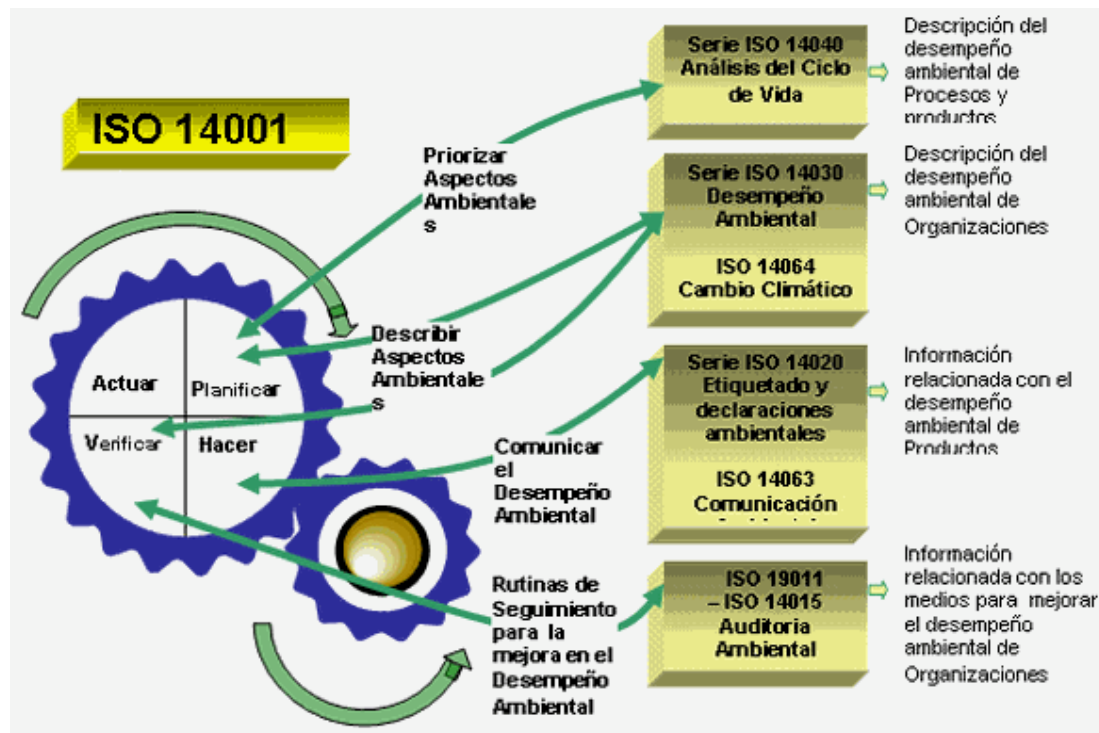 ISO 14001
Priorizar
Aspectos
Ambientale
s
Describir
Aspectos
Ambientale
s
Comunicar
el
Desempeño
Ambiental
Rutinas de
Seguimiento
para la
mejora en el
Desempeño
Ambiental
Actuar
Planificar
Verificar
Hacer
Serie ISO 14040
Análisis del Ciclo
de Vida
Descripción del
desempeño
ambiental de
Procesos y
productos
Serie ISO 14030
Desempeño
Ambiental
ISO 14064
Cambio Climático
Descripción del
desempeño
ambiental de
Organizaciones
Serie ISO 14020
Etiquetado y
declaraciones
ambientales
ISO 14063
Comunicación
Información
relacionada con el
desempeño
ambiental de
Productos
ISO 19011
– ISO 14015
Auditoria
Ambiental
Información
relacionada con los
medios para mejorar
el desempeño
ambiental de
Organizaciones